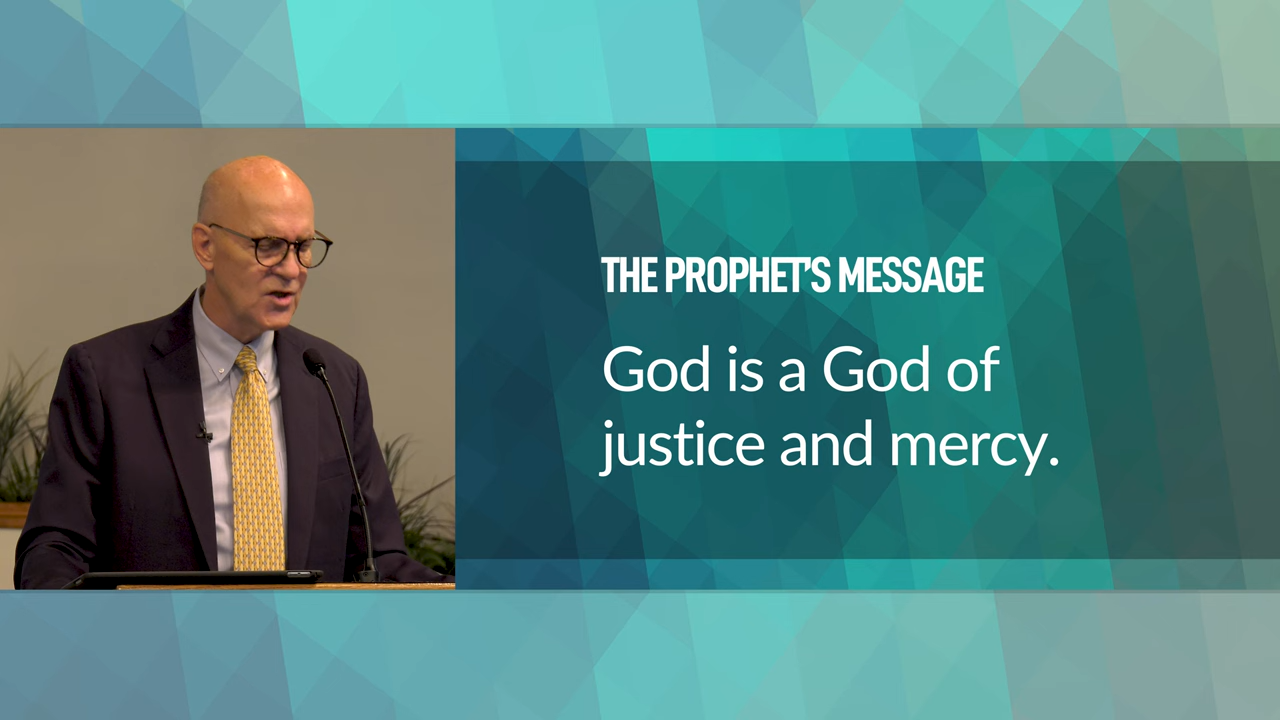 THE PROPHET'S MESSAGE
God is a God of
justice and mercy.